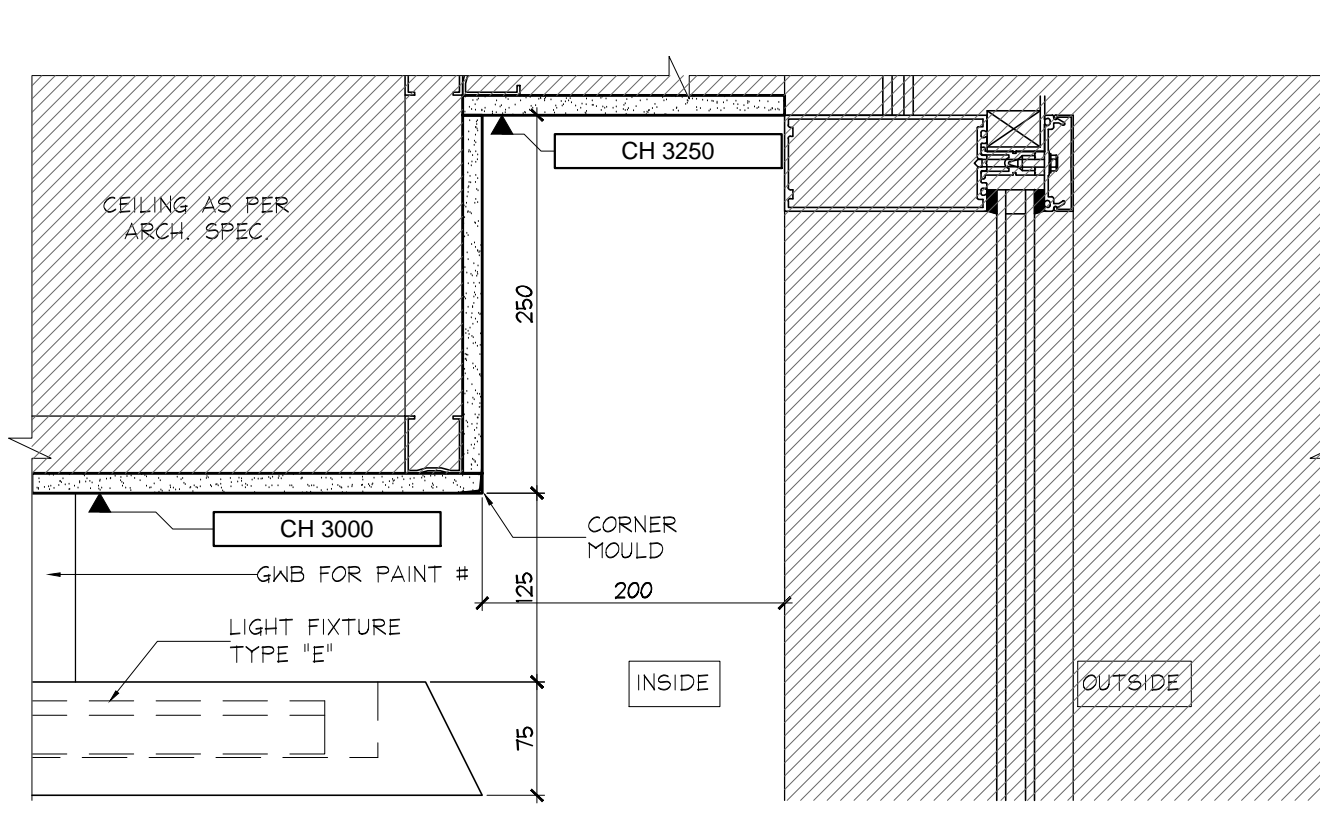 CH 3250
CEILING AS PER
ARCH. SPEC.
250
CH 3000
CORNER
MOULD
GWB FOR PAINT #
125
200
LIGHT FIXTURE
TYPE "E"
INSIDE
OUTSIDE
75